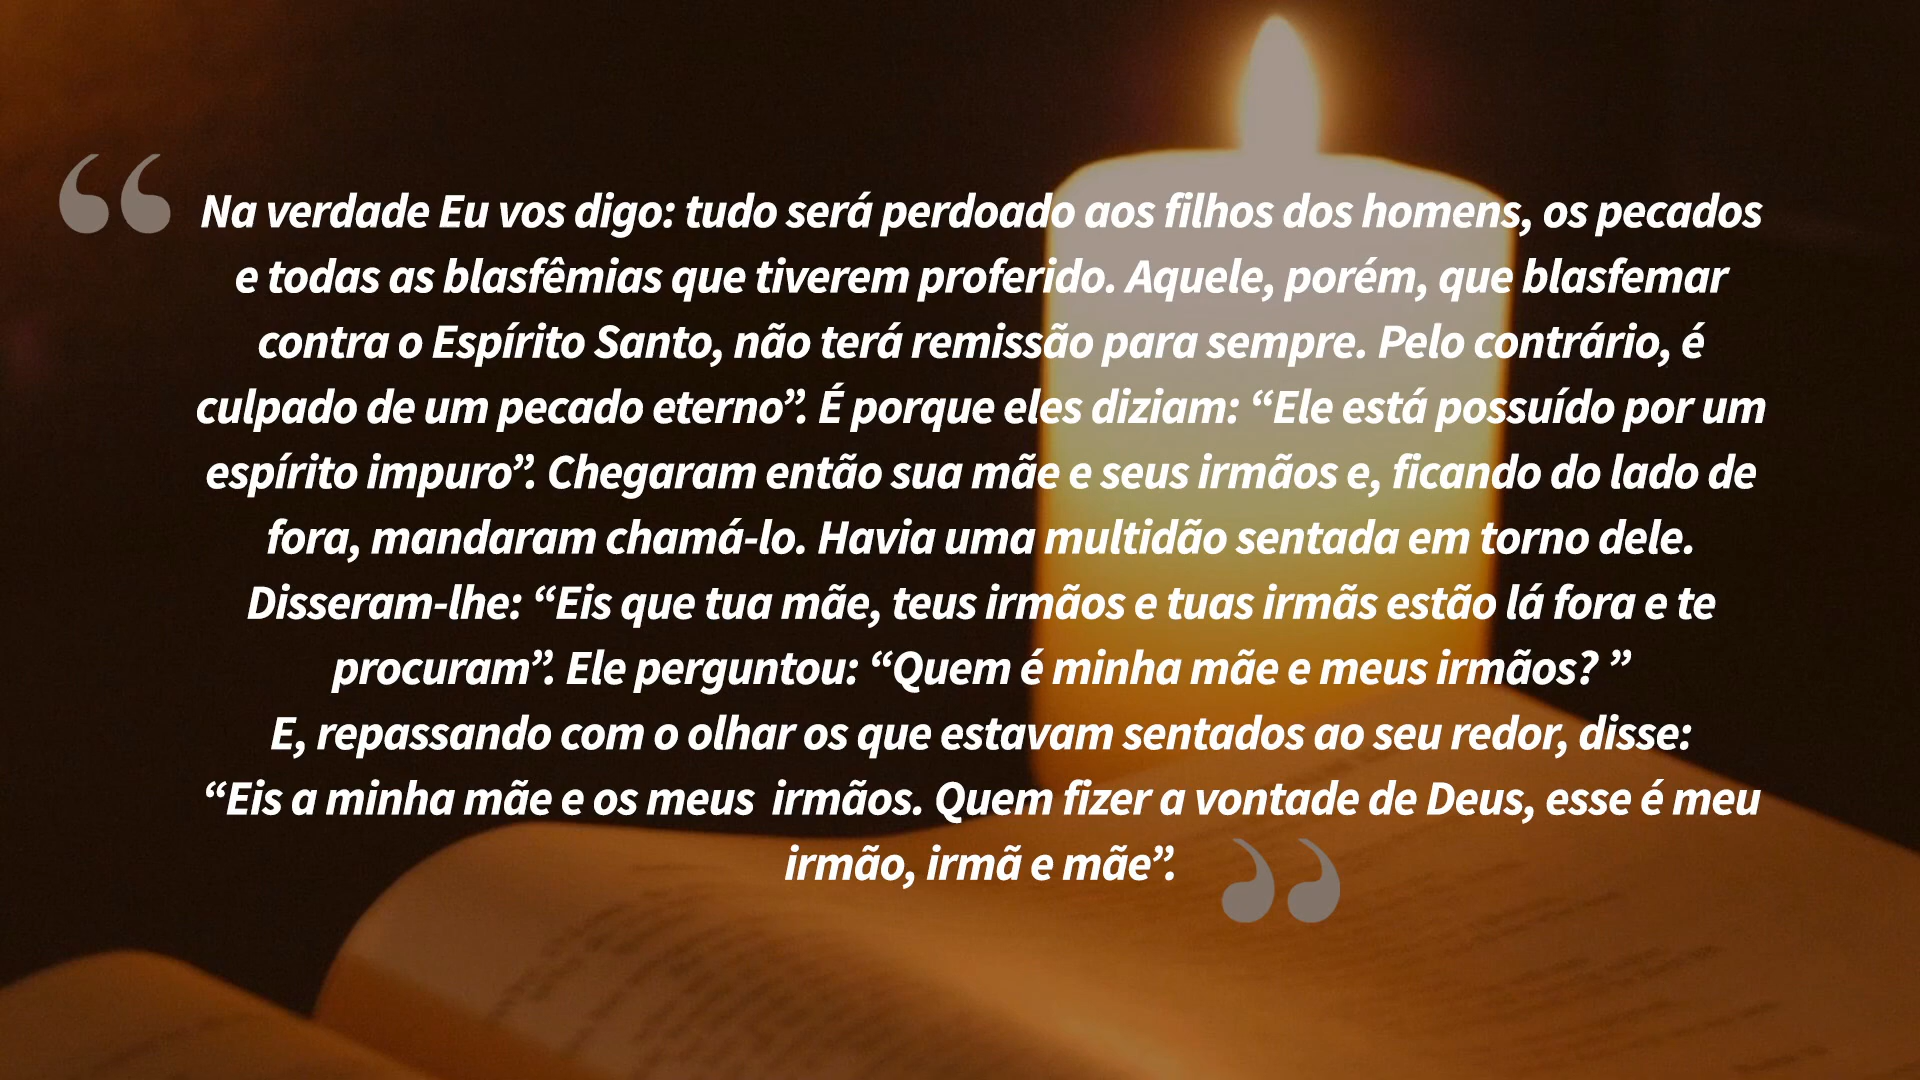 “ Na verdade Eu vos digo: tudo será perdoado aos filhos dos homens, os pecados
e todas as blasfêmias que tiverem proferido. Aquele, porém, que blasfemar
contra o Espírito Santo, não terá remissão para sempre. Pelo contrário, é
culpado de um pecado eterno”. É porque eles diziam: “Ele está possuído por um
espírito impuro”. Chegaram então sua mãe e seus irmãos e, ficando do lado de
fora, mandaram chamá-lo. Havia uma multidão sentada em torno dele.
Disseram-lhe: “Eis que tua mãe, teus irmãos e tuas irmãs estão lá fora e te
procuram”. Ele perguntou: “Quem é minha mãe e meus irmãos? ”
E, repassando com o olhar os que estavam sentados ao seu redor, disse:
“Eis a minha mãe e os meus  irmãos. Quem fizer a vontade de Deus, esse é meu
irmão, irmã e mãe”. ”